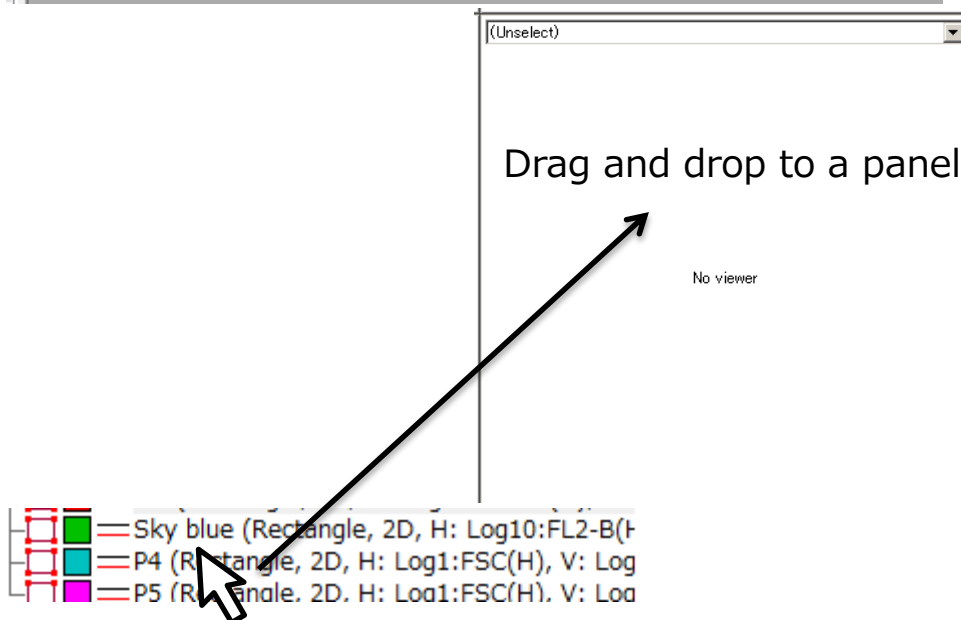 (Unselect)
Drag and drop to a panel
No viewer
Sky blue (Rectangle, 2D, H: Log10:FL2-B(H
P4 (Rectangle, 2D, H: Log1:FSC(H), V: Log
P5 (Rectangle, 2D, H: Log1:FSC(H), V: Log